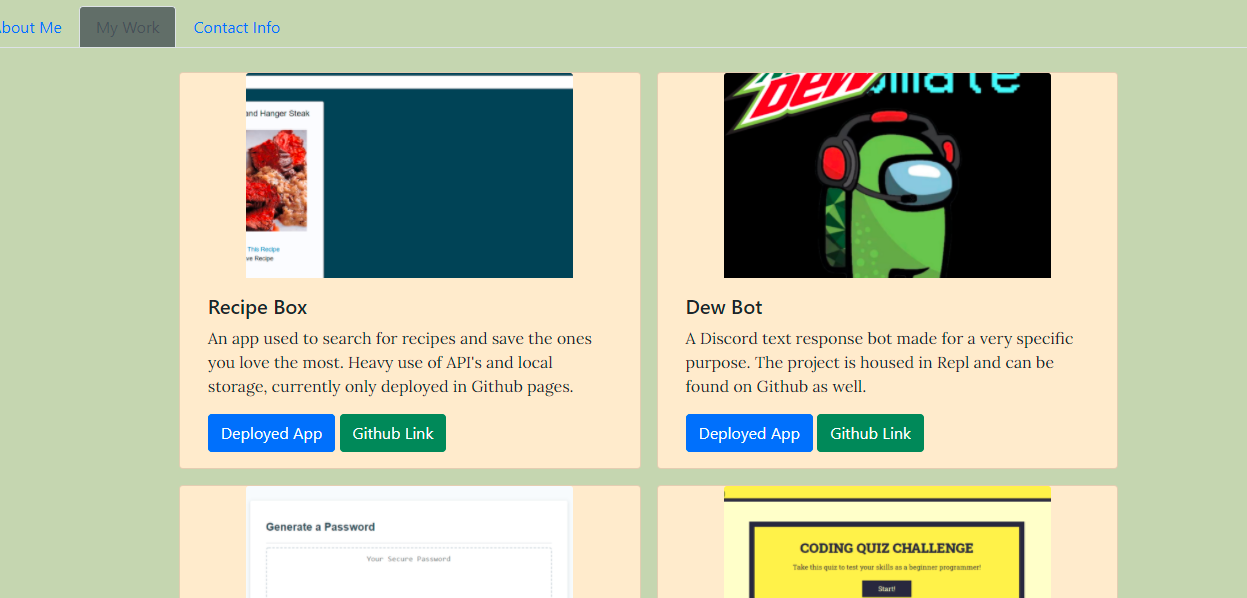 About Me My Work Contact Info
and Hanger Steak
This Recipe
ve Recipe
DEW
Recipe Box
An app used to search for recipes and save the ones
you love the most. Heavy use of API's and local
storage, currently only deployed in Github pages.
Deployed App Github Link
Dew Bot
A Discord text response bot made for a very specific
purpose. The project is housed in Repl and can be
found on Github as well.
Deployed App Github Link
Generate a Password
Your Secure Password
CODING QUIZ CHALLENGE
Take this quiz to test your skills as a beginner programmer!
Start!